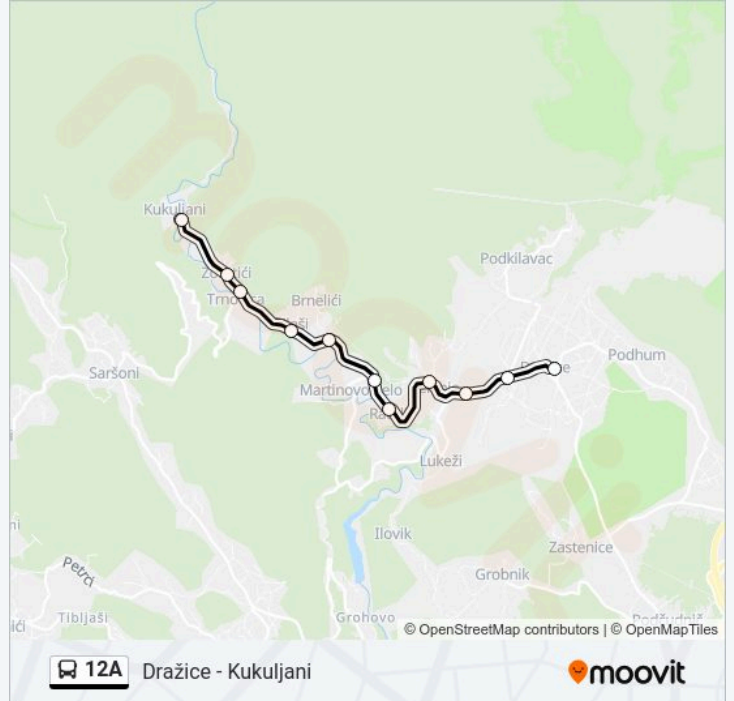 Kukuljani
Podkilavac
Brnelići
Podhum
Saršoni
Martinovo Selo
Lukeži
Ilovik
Zastenice
Petrci
Grobnik
Tibljaši
Grohovo
© OpenStreetMap contributors | © OpenMapTiles
12A
Dražice - Kukuljani
moovit